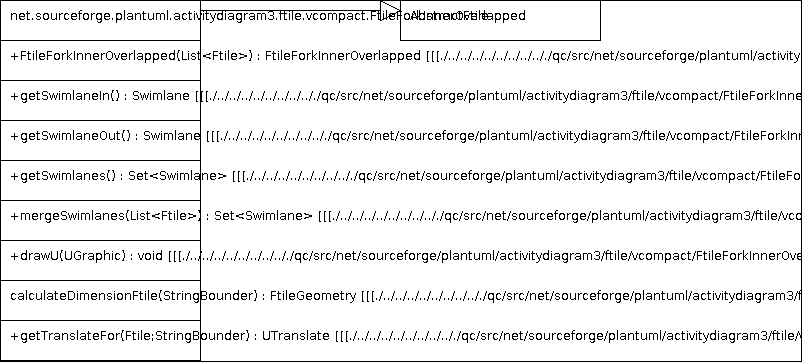 net.sourceforge.plantuml.activitydiagram3.ftile.vcompact.FtileForkInnerOverlapped
AbstractFtile
+FtileForkInnerOverlapped(List<Ftile>) : FtileForkInnerOverlapped [[[./../../../../../../../../../qc/src/net/sourceforge/plantuml/activity
+getSwimlaneIn() : Swimlane [[[./../../../../../../../../../qc/src/net/sourceforge/plantuml/activitydiagram3/ftile/vcompact/FtileForkInne
+getSwimlaneOut() : Swimlane [[[./../../../../../../../../../qc/src/net/sourceforge/plantuml/activitydiagram3/ftile/vcompact/FtileForkInn
+getSwimlanes() : Set<Swimlane> [[[./../../../../../../../../../qc/src/net/sourceforge/plantuml/activitydiagram3/ftile/vcompact/FtileFo
+mergeSwimlanes(List<Ftile>) : Set<Swimlane> [[[./../../../../../../../../../qc/src/net/sourceforge/plantuml/activitydiagram3/ftile/vco
+drawU(UGraphic) : void [[[./../../../../../../../../../qc/src/net/sourceforge/plantuml/activitydiagram3/ftile/vcompact/FtileForkInnerOve
calculateDimensionFtile(StringBounder) : FtileGeometry [[[./../../../../../../../../../qc/src/net/sourceforge/plantuml/activitydiagram3/f
+getTranslateFor(Ftile;StringBounder) : UTranslate [[[./../../../../../../../../../qc/src/net/sourceforge/plantuml/activitydiagram3/ftile/v